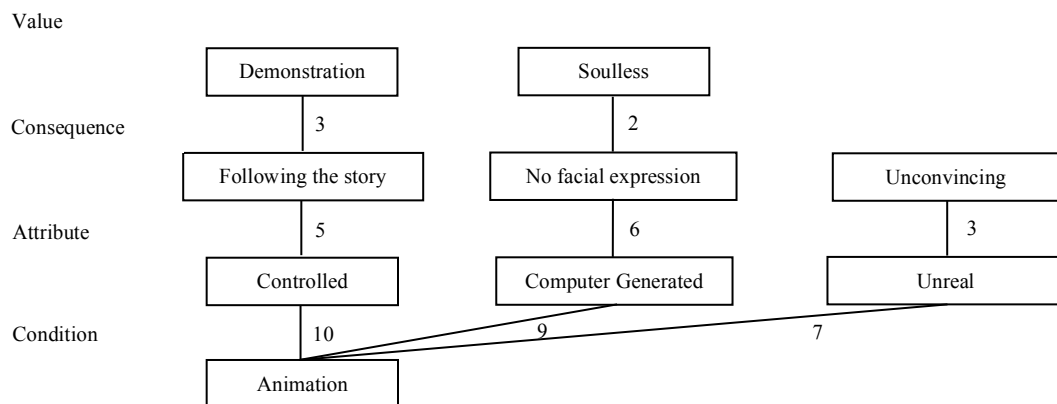 Value
Demonstration Soulless
Consequence 3 2
Following the story No facial expression Unconvincing
Attribute 5 6 3
Controlled Computer Generated Unreal
Condition 10 9 7
Animation